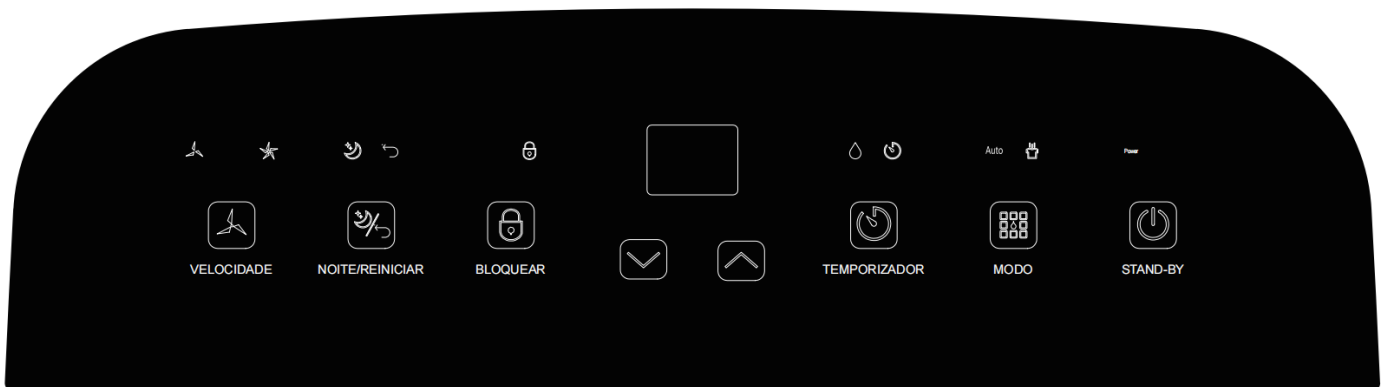 Auto
Power
VELOCIDADE
NOITE/REINICIAR
BLOQUEAR
TEMPORIZADOR
MODO
STAND-BY